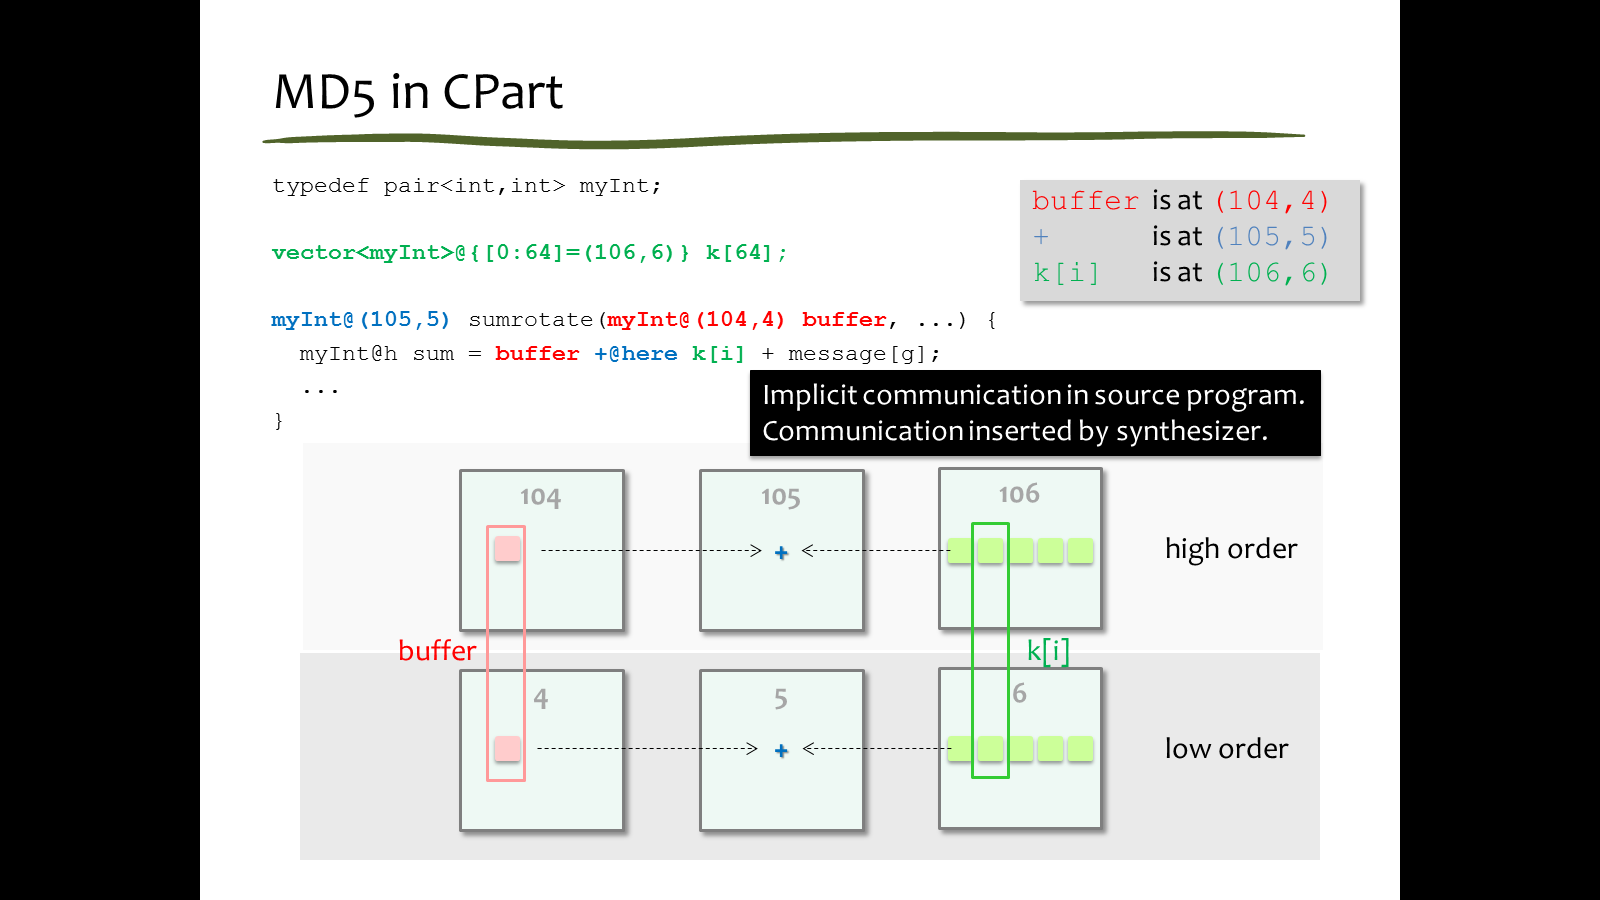 MD5 in CPart
typedef pair<int,int> myInt;
vector<myInt>@{[0:64]=(106,6)} k[64];
myInt@(105,5) sumrotate(myInt@(104,4) buffer, ...) {
myInt@h sum = buffer +@here k[i] + message[g];
...
}
buffer is at (104,4)
+ is at (105,5)
k[i] is at (106,6)
Implicit communication in source program.
Communication inserted by synthesizer.
104
105
106
+
high order
buffer
k[i]
4
5
6
+
low order